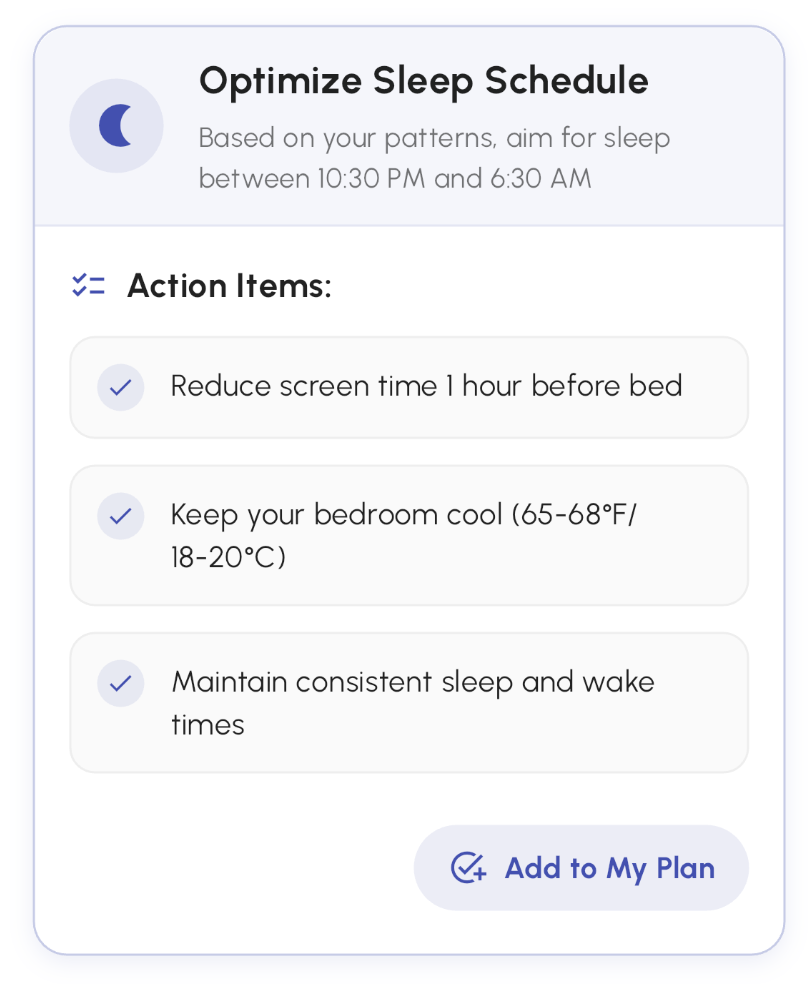 Optimize Sleep Schedule
Based on your patterns, aim for sleep
between 10:30 PM and 6:30 AM
Action Items:
Reduce screen time 1 hour before bed
Keep your bedroom cool (65-68°F/
18-20°C)
Maintain consistent sleep and wake
times
Add to My Plan